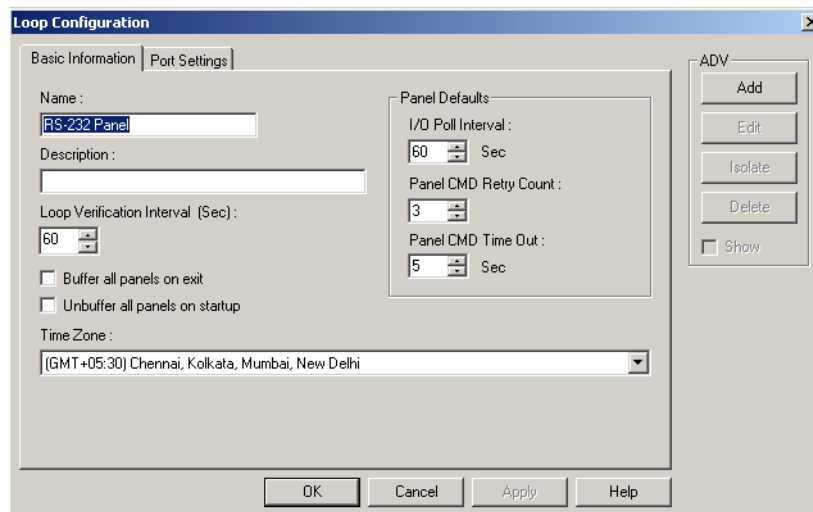 Loop Configuration
Basic Information
Port Settings
Name :
RS-232 Panel
Description :
Loop Verification Interval (Sec) :
60
Buffer all panels on exit
Unbuffer all panels on startup
Time Zone :
(GMT+05:30) Chennai, Kolkata, Mumbai, New Delhi
Panel Defaults
I/O Poll Interval :
60 Sec
Panel CMD Retry Count :
3
Panel CMD Time Out :
5 Sec
ADV
Add
Edit
Isolate
Delete
Show
OK
Cancel
Apply
Help